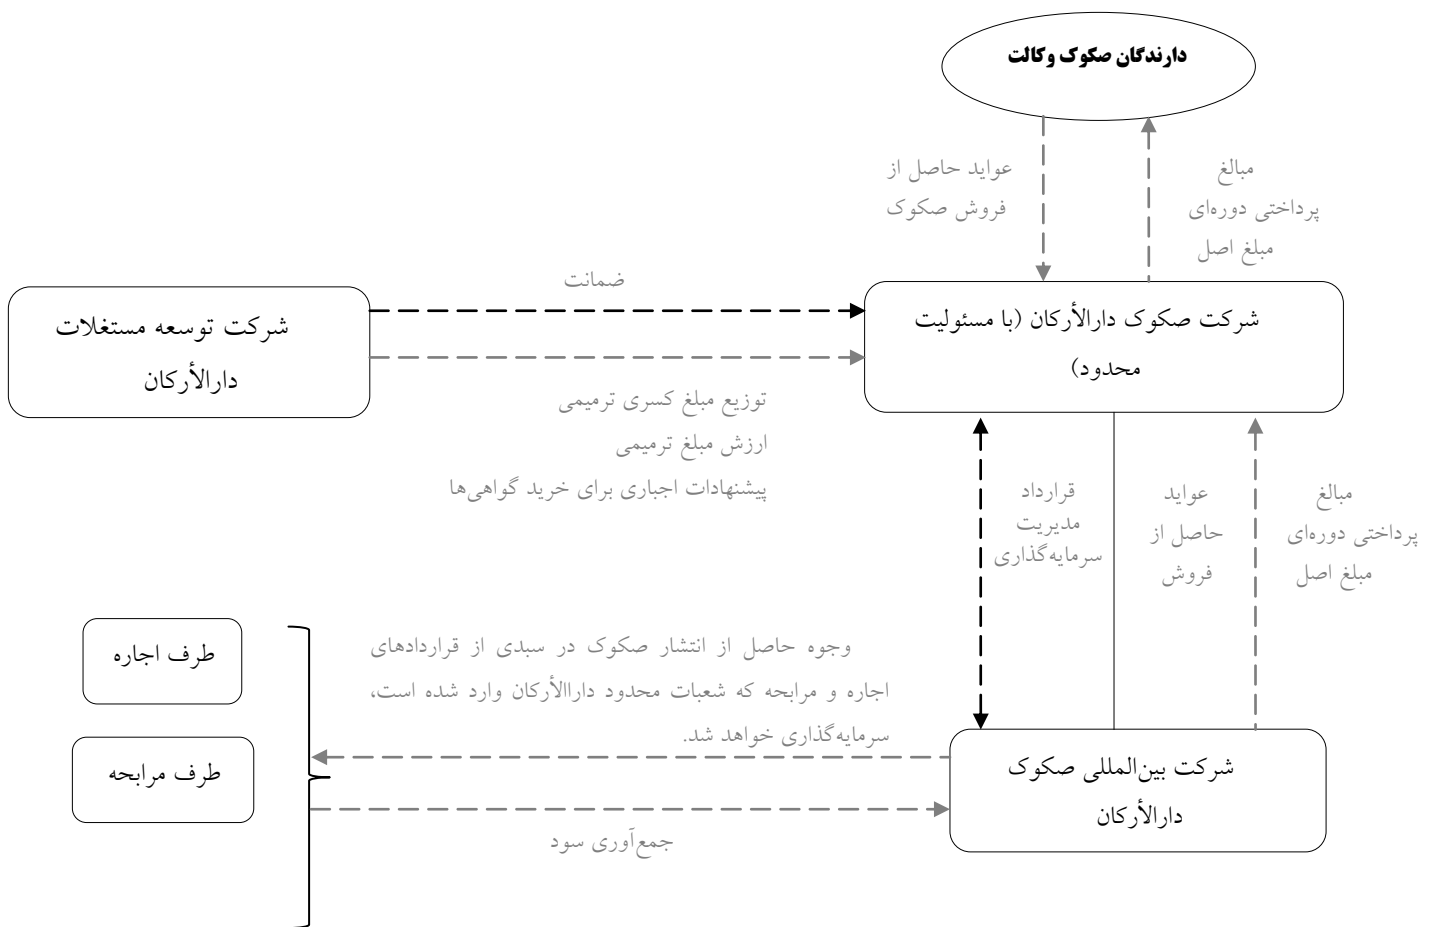 دارندگان صکوک وکالت
مبالغ
پرداختی دوره‌ای
مبلغ اصل
عواید حاصل از
فروش صکوک
شرکت صکوک دارالأرکان (با مسئولیت
محدود)
ضمانت
شرکت توسعه مستغلات
دارالأرکان
توزیع مبلغ کسری ترمیمی
ارزش مبلغ ترمیمی
پیشنهادات اجباری برای خرید گواهی‌ها
مبالغ
پرداختی دوره‌ای
مبلغ اصل
عواید
حاصل از
فروش
قرارداد
مدیریت
سرمایه‌گذاری
وجوه حاصل از انتشار صکوک در سبدی از قراردادهای
اجاره و مرابحه که شعبات محدود داراالأرکان وارد شده است،
سرمایه‌گذاری خواهد شد.
طرف اجاره
طرف مرابحه
شرکت بین‌المللی صکوک
دارالأرکان
جمع‌آوری سود